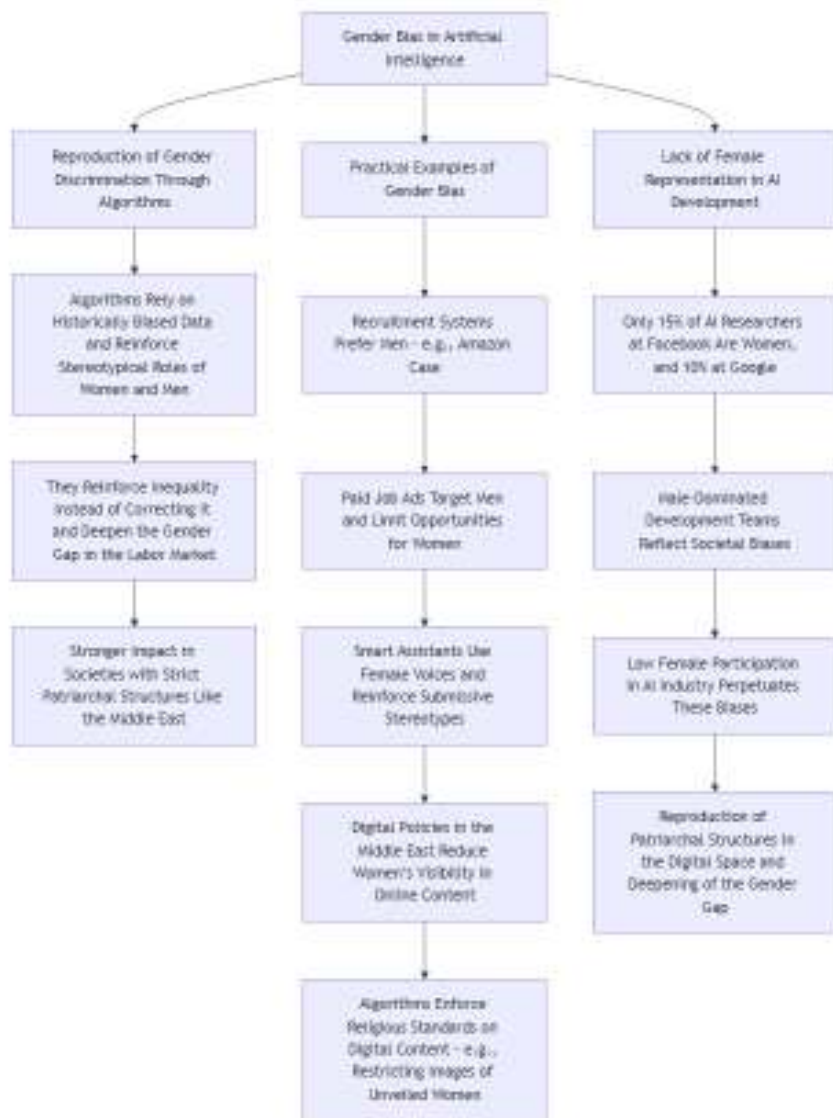 Gender Bias in Artificial
Intelligence
Reproduction of Gender
Discrimination Through
Algorithms
Algorithms Rely on
Historically Biased Data
and Reinforce
Stereotypical Roles of
Women and Men
They Reinforce Inequality
Instead of Correcting It
and Deepen the Gender
Gap in the Labor Market
Stronger Impact in
Societies with Strict
Patriarchal Structures Like
the Middle East
Practical Examples of
Gender Bias
Recruitment Systems
Prefer Men - e.g., Amazon
Case
Paid Job Ads Target Men
and Limit Opportunities
for Women
Smart Assistants Use
Female Voices and
Reinforce Submissive
Stereotypes
Digital Policies in the
Middle East Reduce
Women's Visibility in
Online Content
Algorithms Enforce
Religious Standards on
Digital Content - e.g.,
Restricting Images of
Unveiled Women
Lack of Female
Representation in AI
Development
Only 15% of AI Researchers
at Facebook Are Women,
and 10% at Google
Male-Dominated
Development Teams
Reflect Societal Biases
Low Female Participation
in AI Industry Perpetuates
These Biases
Reproduction of
Patriarchal Structures in
the Digital Space and
Deepening of the Gender
Gap